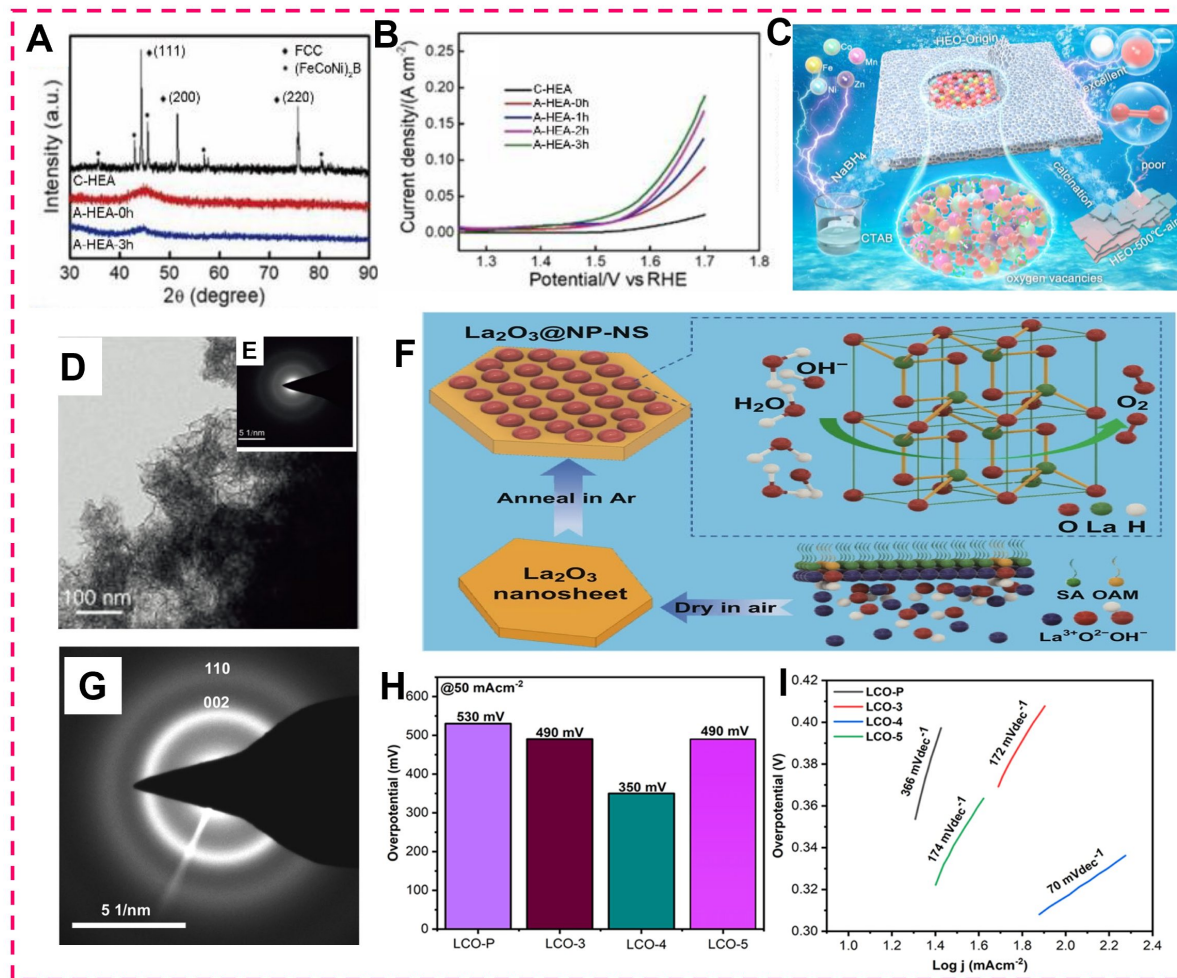 A
Intensity (a.u.)
(111)
(200)
(220)
FCC
(FeCoNi)₂B
C-HEA
A-HEA-0h
A-HEA-3h
30 40 50 60 70 80 90
2θ (degree)
B
Current density/(A cm⁻²)
0.25
0.20
0.15
0.10
0.05
0.00
C-HEA
A-HEA-0h
A-HEA-1h
A-HEA-2h
A-HEA-3h
1.3 1.4 1.5 1.6 1.7 1.8
Potential/V vs RHE
C
Co
Fe
Mn
Ni
Zn
HEO-Origin
excellent
NaBH₄
calcination
poor
CTAB
HEO-500℃-air
oxygen vacancies
D
100 nm
E
5 1/nm
F
La₂O₃@NP-NS
OH⁻
H₂O
O₂
Anneal in Ar
O La H
La₂O₃
nanosheet
Dry in air
SA OAM
La³⁺O²⁻OH⁻
G
110
002
5 1/nm
H
@50 mAcm⁻²
Overpotential (mV)
600
500
400
300
200
100
0
530 mV
490 mV
350 mV
490 mV
LCO-P LCO-3 LCO-4 LCO-5
I
Overpotential (V)
0.42
0.40
0.38
0.36
0.34
0.32
0.30
LCO-P
LCO-3
LCO-4
LCO-5
366 mVdec⁻¹
172 mVdec⁻¹
174 mVdec⁻¹
70 mVdec⁻¹
1.0 1.2 1.4 1.6 1.8 2.0 2.2 2.4
Log j (mAcm⁻²)